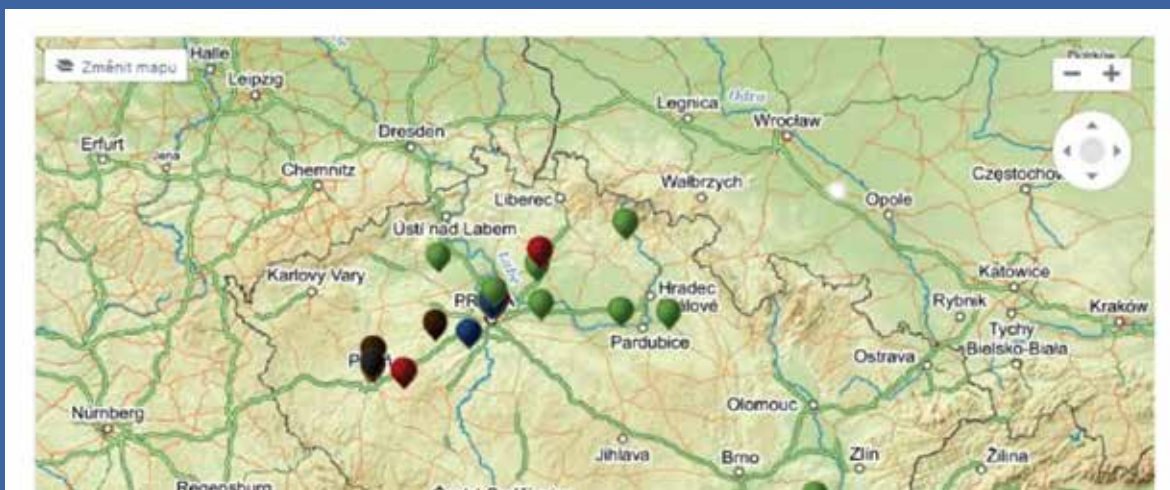 Změnit mapu
Halle
Leipzig
Legnica
Odra
Wrocław
Dresden
Erfurt
Jena
Chemnitz
Wałbrzych
Liberec
Opole
Ústí nad Labem
Labe
Karlovy Vary
Katowice
Hradec
Rybnik
Kraków
Tychy
Pardubice
Ostrava
Bielsko-Biała
Nürnberg
Olomouc
Jihlava
Brno
Zlín
Žilina
Regensburg